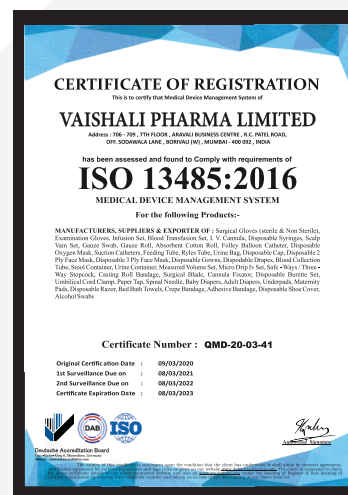 CERTIFICATE OF REGISTRATION
This is to certify that Medical Device Management System of
VAISHALI PHARMA LIMITED
Address : 706 - 709 , 7TH FLOOR , ARAVALI BUSINESS CENTRE , R.C. PATEL ROAD,
OFF. SODAWALA LANE , BORIVALI (W) , MUMBAI - 400 092 , INDIA
has been assessed and found to Comply with requirements of
ISO 13485:2016
MEDICAL DEVICE MANAGEMENT SYSTEM
For the following Products:-
MANUFACTURERS, SUPPLIERS & EXPORTER OF : Surgical Gloves (sterile & Non Sterile),
Examination Gloves, Infusion Set, Blood Transfusion Set, I. V. Cannula, Disposable Syringes, Scalp
Vain Set, Gauze Swab, Gauze Roll, Absorbent Cotton Roll, Folley Balloon Catheter, Disposable
Oxygen Mask, Suction Catheters, Feeding Tube, Ryles Tube, Urine Bag, Disposable Cap, Disposable 2
Ply Face Mask, Disposable 3 Ply Face Mask, Disposable Gowns, Dispodable Drapes, Blood Collection
Tube, Stool Container, Urine Container, Measured Volume Set, Micro Drip Iv Set, Safe - Ways / Three -
Way Stopcock, Casting Roll Bandage, Surgical Blade, Cannula Fixator, Disposable Burette Set,
Umbilical Cord Clamp, Paper Tap, Spinal Needle, Baby Diapers, Adult Diapers, Underpads, Maternity
Pads, Disposable Razor, Bed Bath Towels, Crepe Bandage, Adhesive Bandage, Disposable Shoe Cover,
Alcohol Swabs
Certificate Number : QMD-20-03-41
Original Certification Date : 09/03/2020
1st Surveillance Due on : 08/03/2021
2nd Surveillance Due on : 08/03/2022
Certificate Expiration Date : 08/03/2023
DAB
ISO
Deutsche Accreditation Board
Authorised Signature